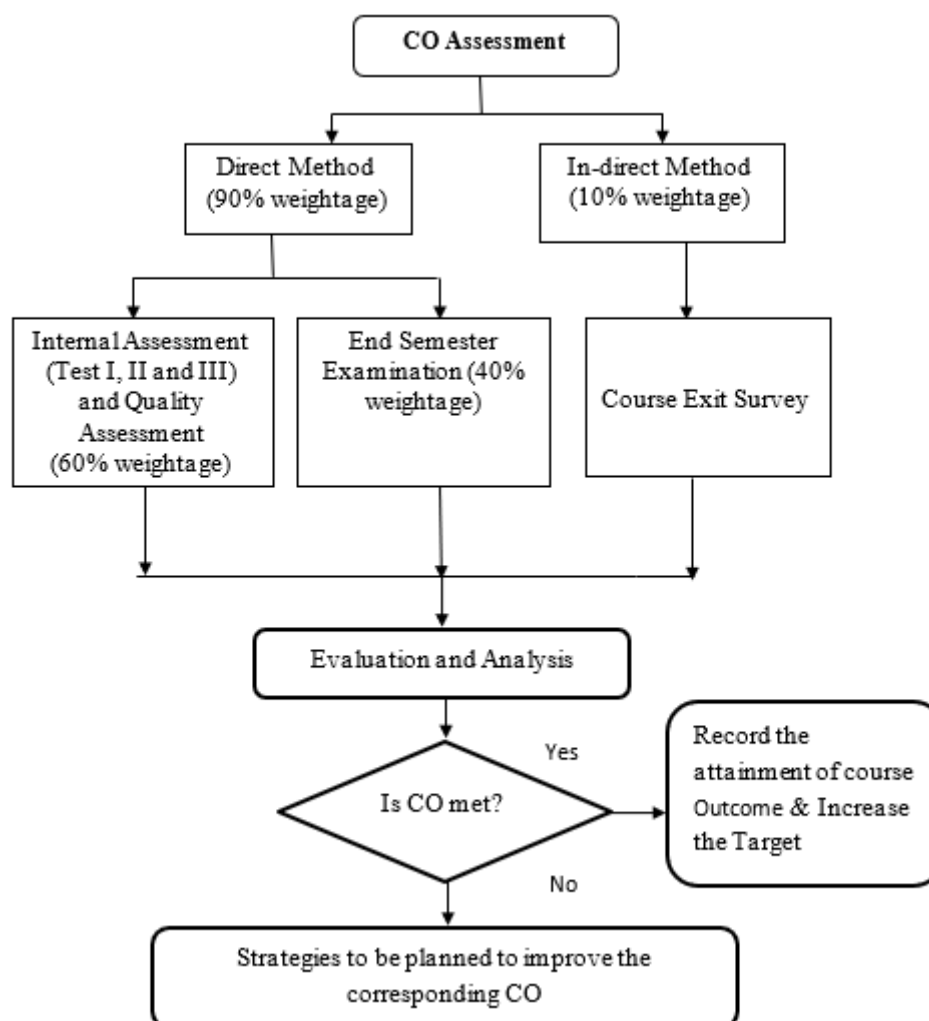 CO Assessment
Direct Method
(90% weightage)
In-direct Method
(10% weightage)
Internal Assessment
(Test I, II and III)
and Quality
Assessment
(60% weightage)
End Semester
Examination (40%
weightage)
Course Exit Survey
Evaluation and Analysis
Is CO met?
Yes
Record the
attainment of course
Outcome & Increase
the Target
No
Strategies to be planned to improve the
corresponding CO